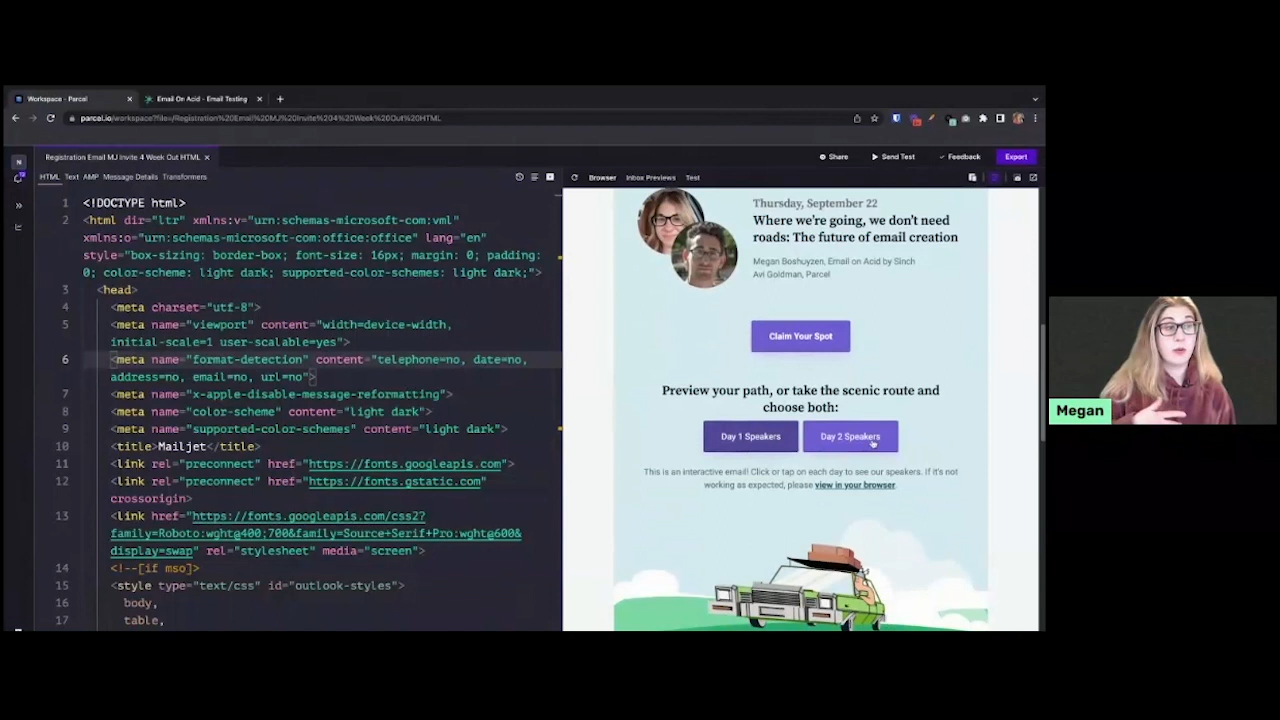 Workspace - Parcel
Email On Acid - Email Testing
parcel.io/workspace?file=/Registration%20Email%20MJ%20Invite%204%20Week%20Out%20HTML
Registration Email MJ Invite 4 Week Out HTML
Share
Send Test
Feedback
Export
HTML Text AMP Message Details Transformers
Browser Inbox Previews Test
1 <!DOCTYPE html>
2 <html dir="ltr" xmlns:v="urn:schemas-microsoft-com:vml"
xmlns:o="urn:schemas-microsoft-com:office:office" lang="en"
style="box-sizing: border-box; font-size: 16px; margin: 0; padding:
0; color-scheme: light dark; supported-color-schemes: light dark;">
3 <head>
4 <meta charset="utf-8">
5 <meta name="viewport" content="width=device-width,
initial-scale=1 user-scalable=yes">
6 <meta name="format-detection" content="telephone=no, date=no,
address=no, email=no, url=no">
7 <meta name="x-apple-disable-message-reformatting">
8 <meta name="color-scheme" content="light dark">
9 <meta name="supported-color-schemes" content="light dark">
10 <title>Mailjet</title>
11 <link rel="preconnect" href="https://fonts.googleapis.com">
12 <link rel="preconnect" href="https://fonts.gstatic.com"
crossorigin>
13 <link href="https://fonts.googleapis.com/css2?
family=Roboto:wght@400;700&family=Source+Serif+Pro:wght@600&
display=swap" rel="stylesheet" media="screen">
14 <!--[if mso]>
15 <style type="text/css" id="outlook-styles">
16 body,
17 table,
Thursday, September 22
Where we're going, we don't need
roads: The future of email creation
Megan Boshuyzen, Email on Acid by Sinch
Avi Goldman, Parcel
Claim Your Spot
Preview your path, or take the scenic route and
choose both:
Day 1 Speakers
Day 2 Speakers
This is an interactive email! Click or tap on each day to see our speakers. If it's not
working as expected, please view in your browser.
Megan